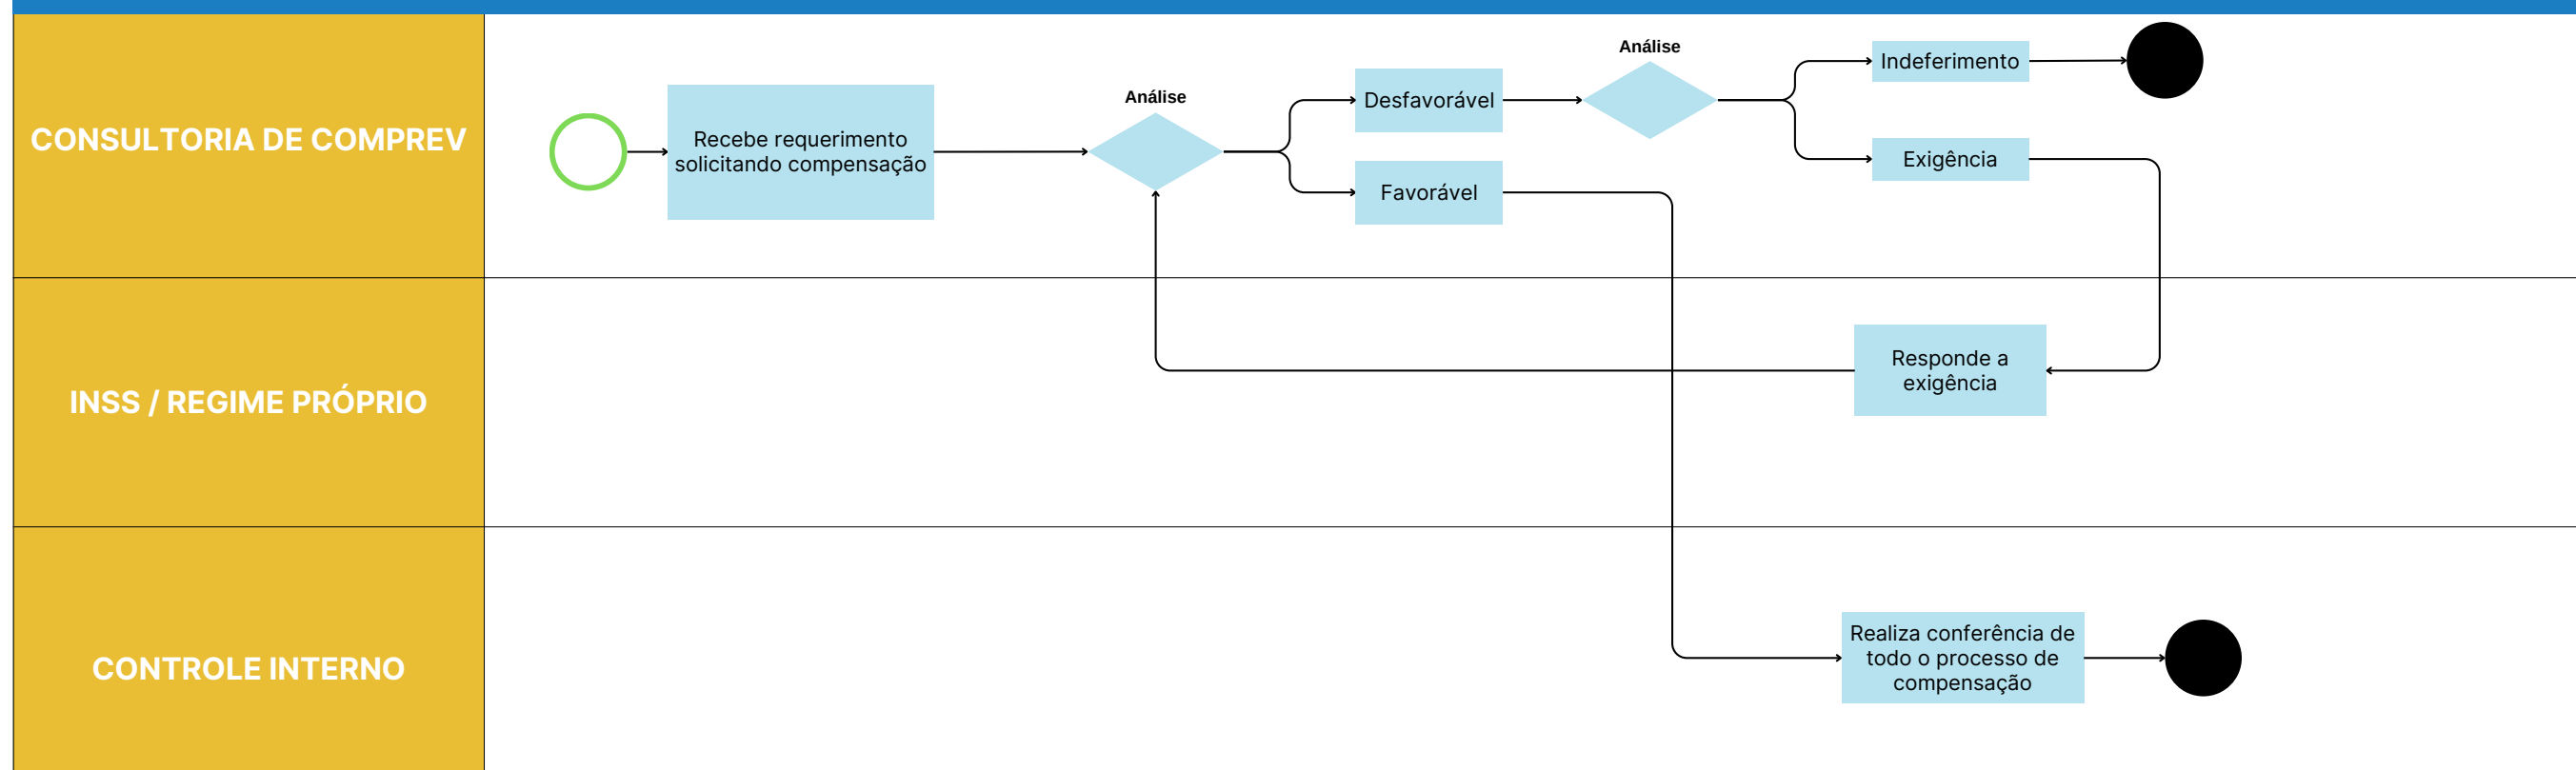 CONSULTORIA DE COMPREV
Recebe requerimento
solicitando compensação
Análise
Desfavorável
Favorável
Análise
Indeferimento
Exigência
INSS / REGIME PRÓPRIO
Responde a
exigência
CONTROLE INTERNO
Realiza conferência de
todo o processo de
compensação